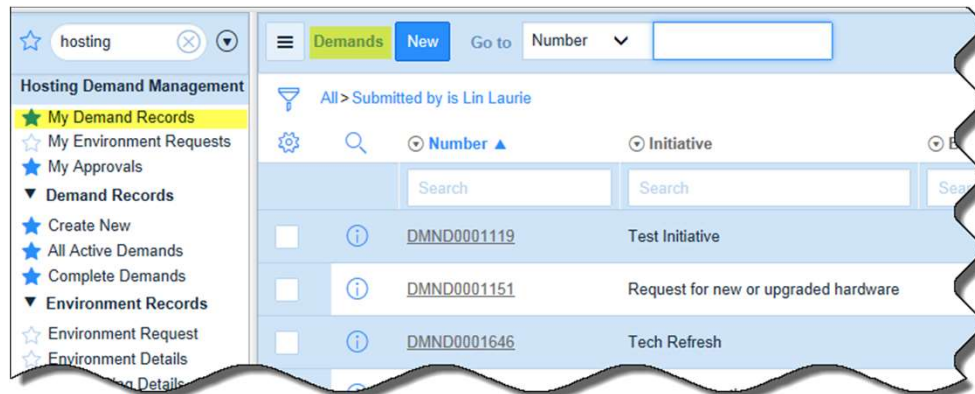 hosting
Hosting Demand Management
My Demand Records
My Environment Requests
My Approvals
Demand Records
Create New
All Active Demands
Complete Demands
Environment Records
Environment Request
Environment Details
Details
Demands New Go to Number
All > Submitted by is Lin Laurie
Number Initiative
Search Search Sea
DMND0001119 Test Initiative
DMND0001151 Request for new or upgraded hardware
DMND0001646 Tech Refresh